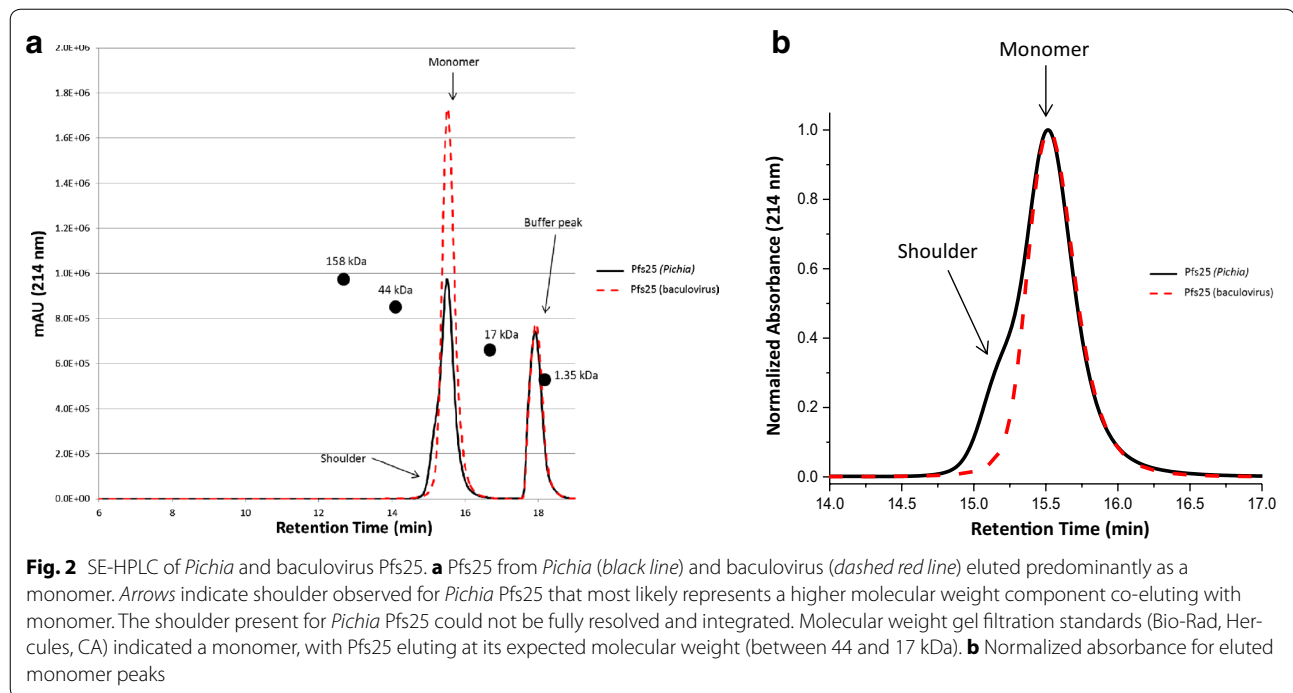 a
2.0E+06
1.8E+06
1.6E+06
1.4E+06
1.2E+06
1.0E+06
8.0E+05
6.0E+05
4.0E+05
2.0E+05
0.0E+00
mAU (214 nm)
6 8 10 12 14 16 18
Retention Time (min)
Monomer
Buffer peak
158 kDa
44 kDa
17 kDa
1.35 kDa
Shoulder
Pfs25 (Pichia)
Pfs25 (baculovirus)
b
Monomer
Shoulder
1.0
0.8
0.6
0.4
0.2
0.0
Normalized Absorbance (214 nm)
14.0 14.5 15.0 15.5 16.0 16.5 17.0
Retention Time (min)
Pfs25 (Pichia)
Pfs25 (baculovirus)
Fig. 2 SE-HPLC of Pichia and baculovirus Pfs25. a Pfs25 from Pichia (black line) and baculovirus (dashed red line) eluted predominantly as a
monomer. Arrows indicate shoulder observed for Pichia Pfs25 that most likely represents a higher molecular weight component co-eluting with
monomer. The shoulder present for Pichia Pfs25 could not be fully resolved and integrated. Molecular weight gel filtration standards (Bio-Rad, Her-
cules, CA) indicated a monomer, with Pfs25 eluting at its expected molecular weight (between 44 and 17 kDa). b Normalized absorbance for eluted
monomer peaks